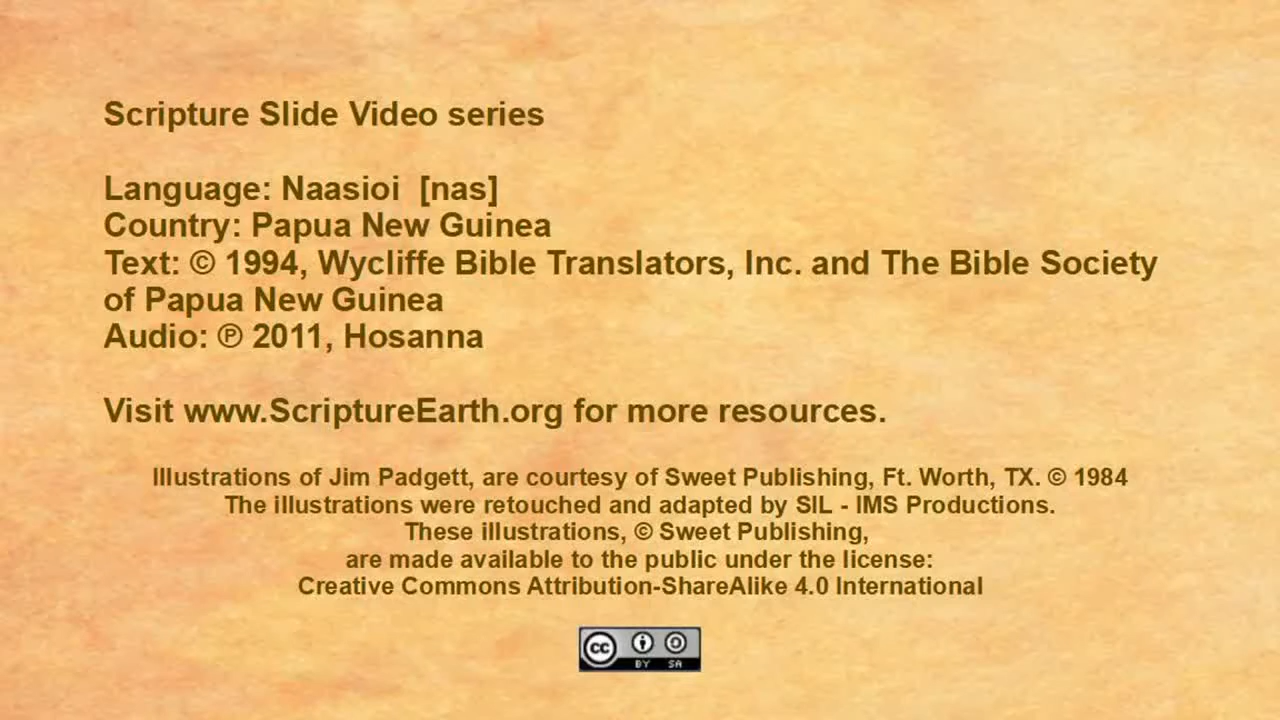 Scripture Slide Video series
Language: Naasioi [nas]
Country: Papua New Guinea
Text: © 1994, Wycliffe Bible Translators, Inc. and The Bible Society
of Papua New Guinea
Audio: ℗ 2011, Hosanna
Visit www.ScriptureEarth.org for more resources.
Illustrations of Jim Padgett, are courtesy of Sweet Publishing, Ft. Worth, TX. © 1984
The illustrations were retouched and adapted by SIL - IMS Productions.
These illustrations, © Sweet Publishing,
are made available to the public under the license:
Creative Commons Attribution-ShareAlike 4.0 International
cc BY SA